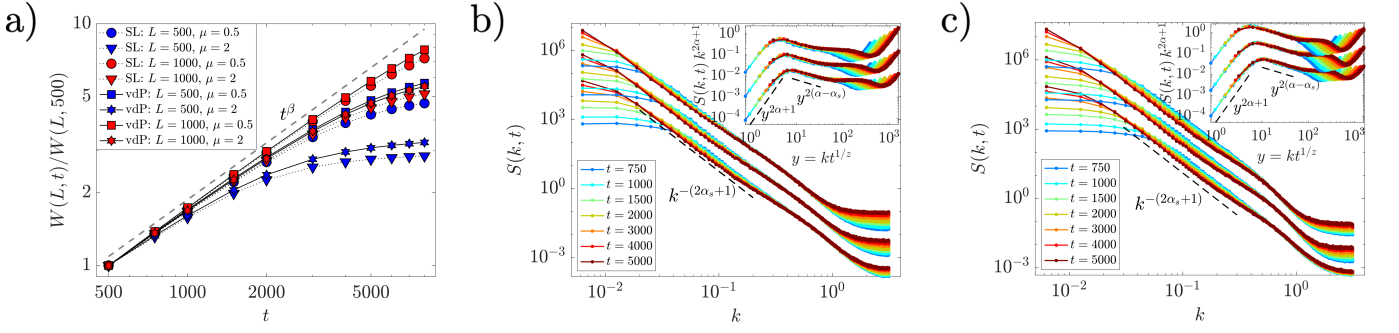 a)
W(L, t)/W(L, 500)
10
5
2
1
SL: L = 500, μ = 0.5
SL: L = 500, μ = 2
SL: L = 1000, μ = 0.5
SL: L = 1000, μ = 2
vdP: L = 500, μ = 0.5
vdP: L = 500, μ = 2
vdP: L = 1000, μ = 0.5
vdP: L = 1000, μ = 2
t^β
500 1000 2000 5000
t
b)
S(k, t)
10^6
10^3
10^0
10^-3
t = 750
t = 1000
t = 1500
t = 2000
t = 3000
t = 4000
t = 5000
k^-(2α_s+1)
10^-2 10^-1 10^0
k
S(k, t) k^2α+1
10^0
10^-1
10^-2
10^-3
10^-4
y^2α+1
y^2(α-α_s)
10^0 10^1 10^2 10^3
y = kt^1/z
c)
S(k, t)
10^6
10^3
10^0
10^-3
t = 750
t = 1000
t = 1500
t = 2000
t = 3000
t = 4000
t = 5000
k^-(2α_s+1)
10^-2 10^-1 10^0
k
S(k, t) k^2α+1
10^0
10^-1
10^-2
10^-3
10^-4
y^2α+1
y^2(α-α_s)
10^0 10^1 10^2 10^3
y = kt^1/z